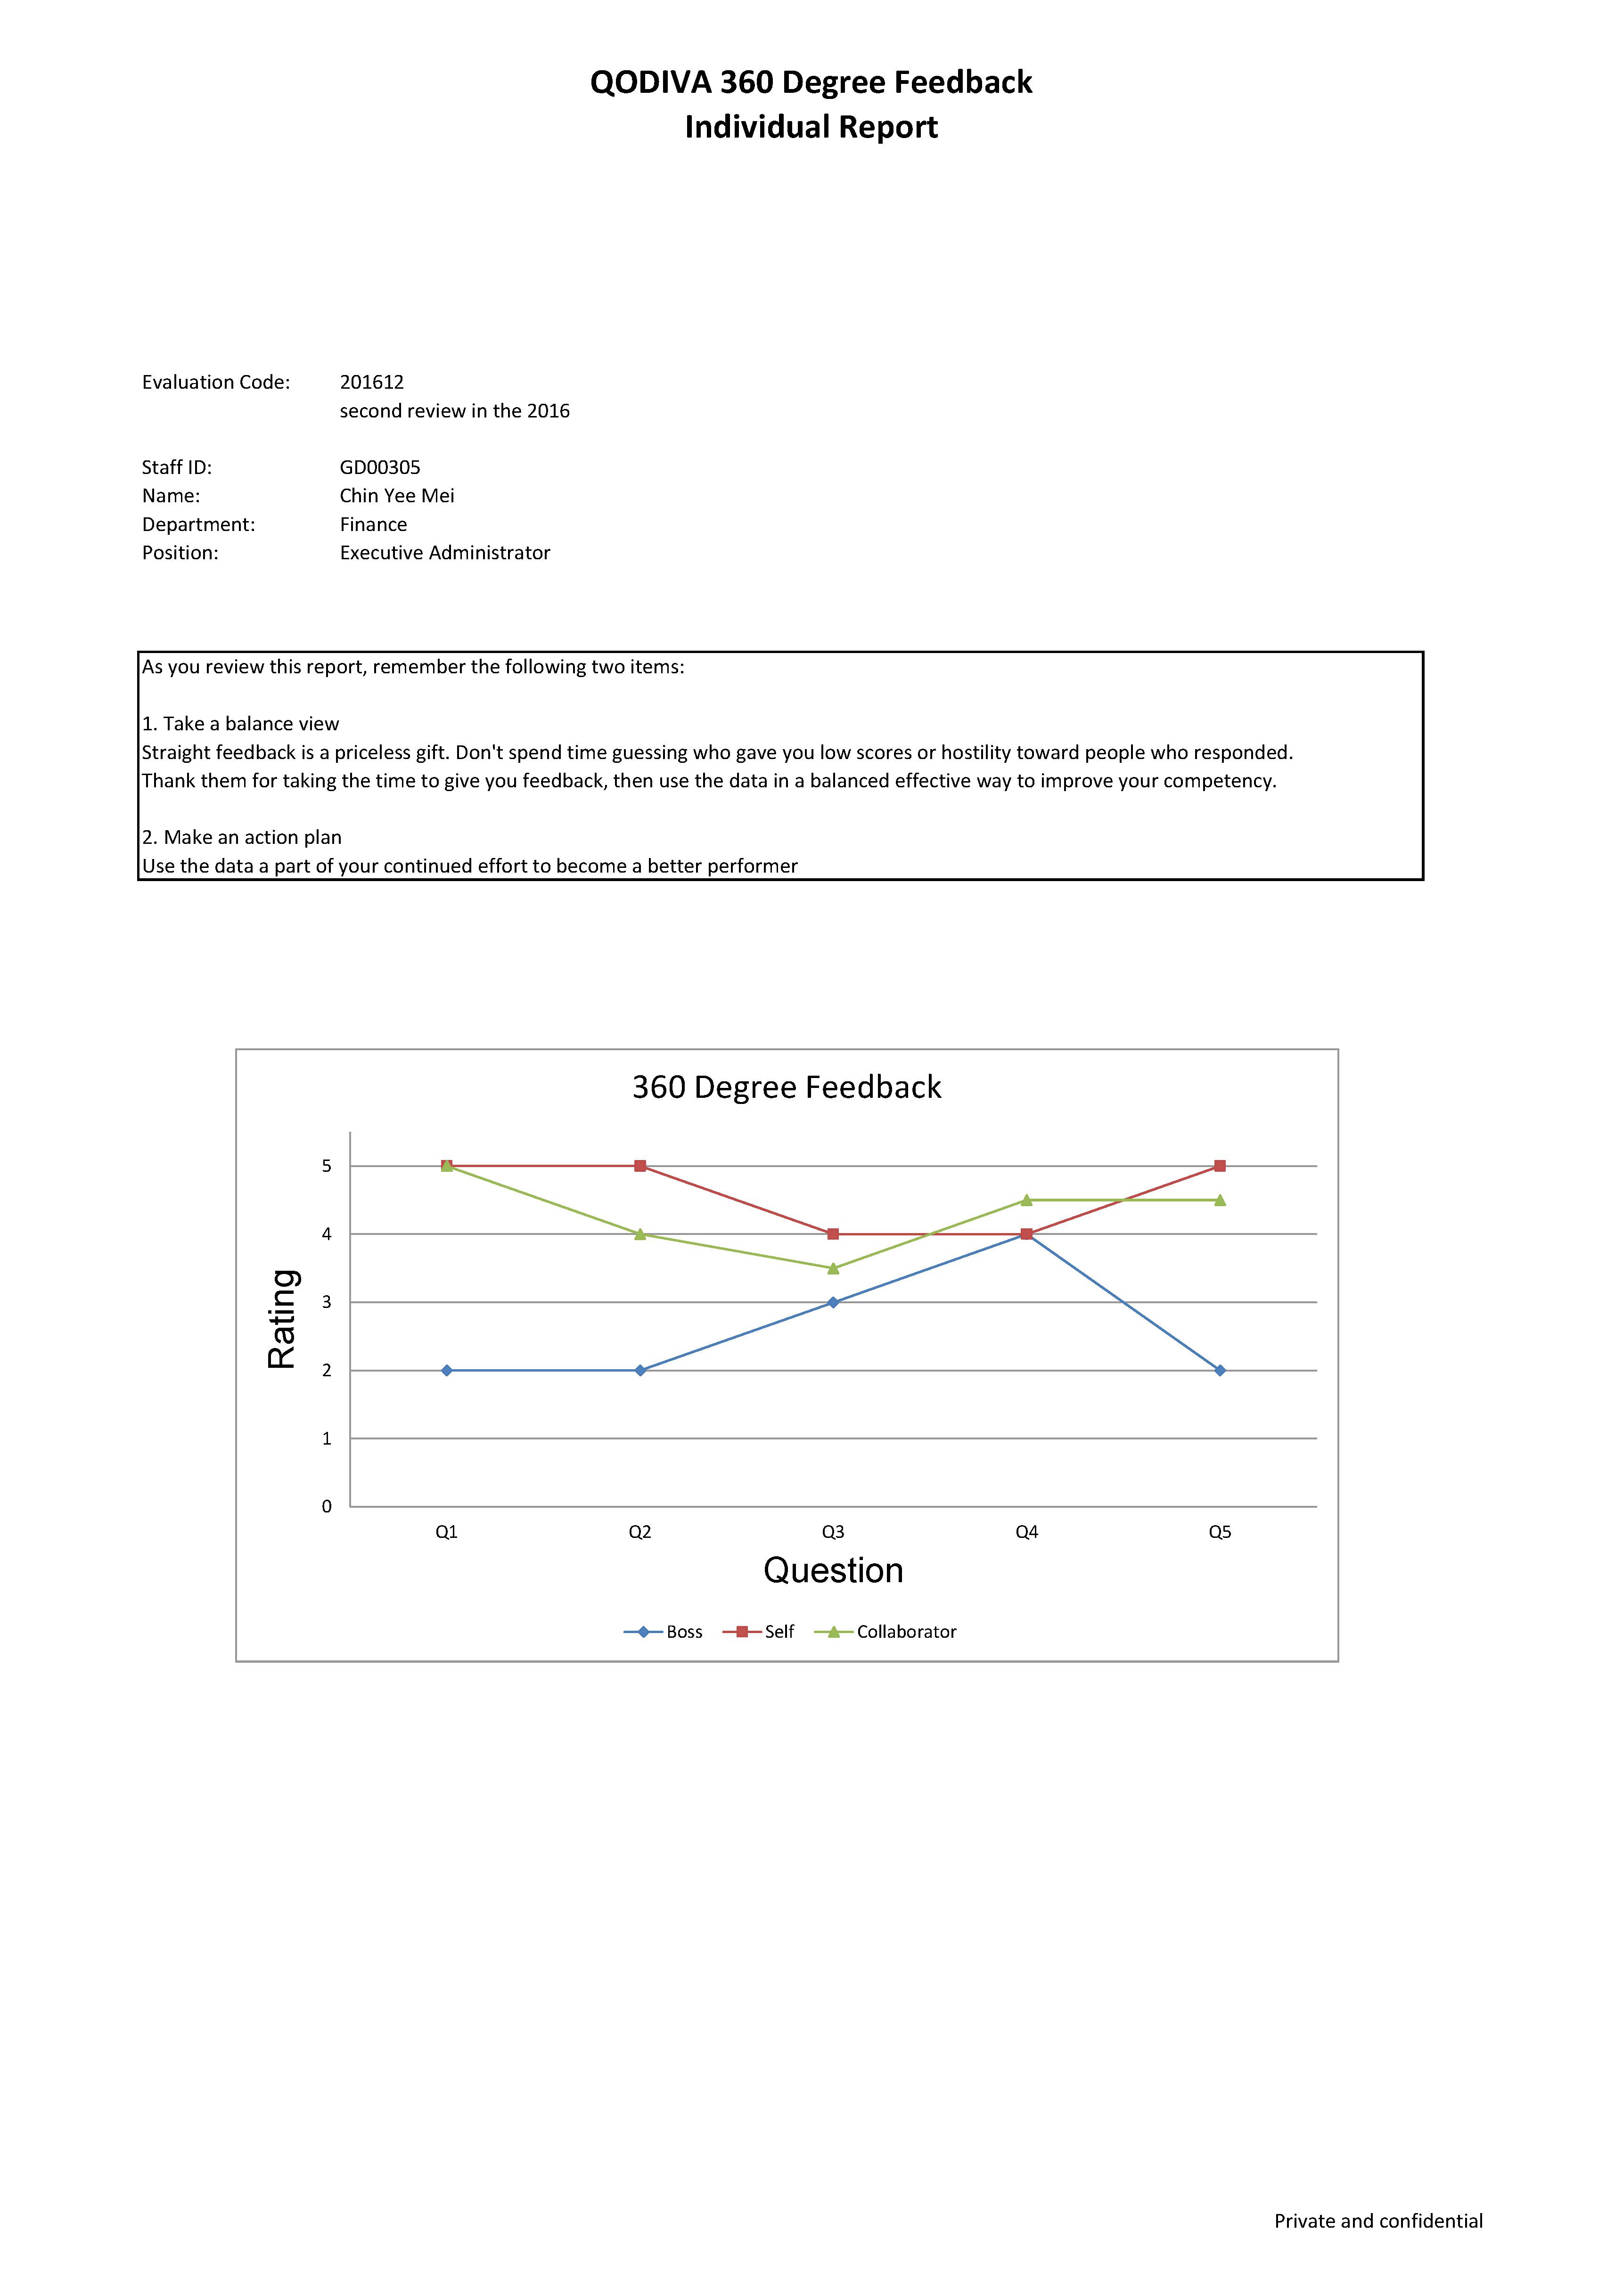 QODIVA 360 Degree Feedback
Individual Report
Evaluation Code: 201612
second review in the 2016
Staff ID: GD00305
Name: Chin Yee Mei
Department: Finance
Position: Executive Administrator
As you review this report, remember the following two items:
1. Take a balance view
Straight feedback is a priceless gift. Don't spend time guessing who gave you low scores or hostility toward people who responded.
Thank them for taking the time to give you feedback, then use the data in a balanced effective way to improve your competency.
2. Make an action plan
Use the data a part of your continued effort to become a better performer
360 Degree Feedback
Rating
5
4
3
2
1
0
Q1 Q2 Q3 Q4 Q5
Question
Boss Self Collaborator
Private and confidential